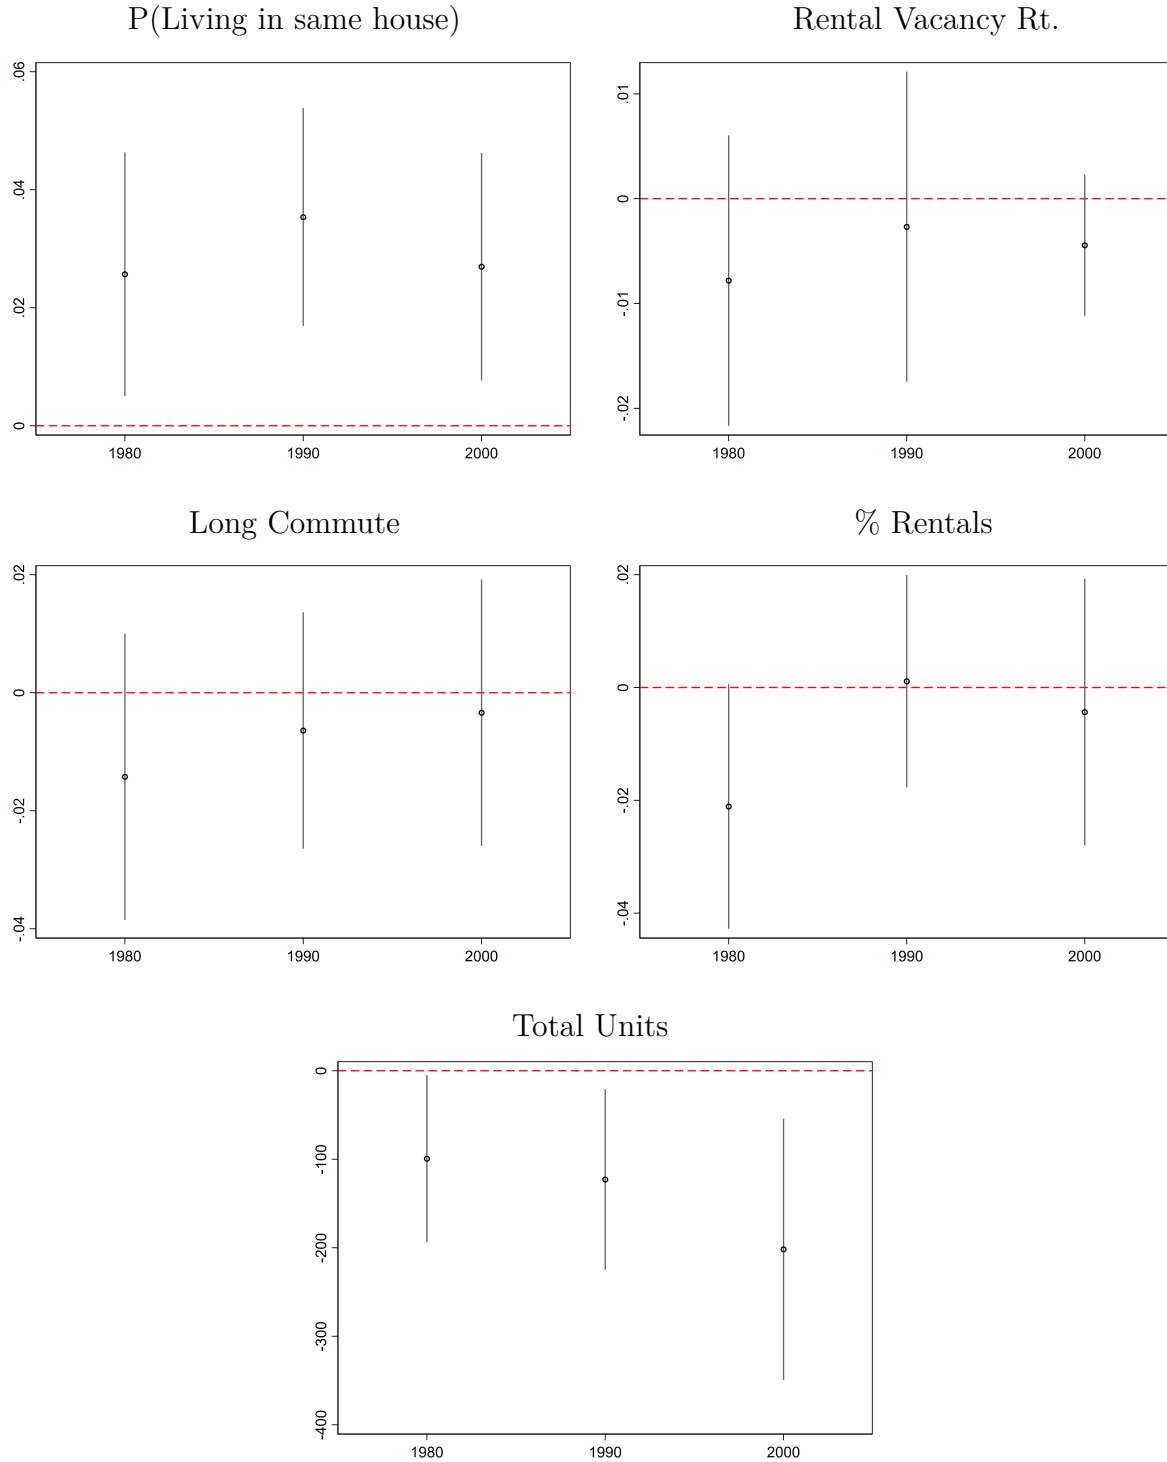 P(Living in same house)
.06
.04
.02
0
1980 1990 2000
Rental Vacancy Rt.
.01
0
-.01
-.02
1980 1990 2000
Long Commute
.02
0
-.02
-.04
1980 1990 2000
% Rentals
.02
0
-.02
-.04
1980 1990 2000
Total Units
0
-100
-200
-300
-400
1980 1990 2000